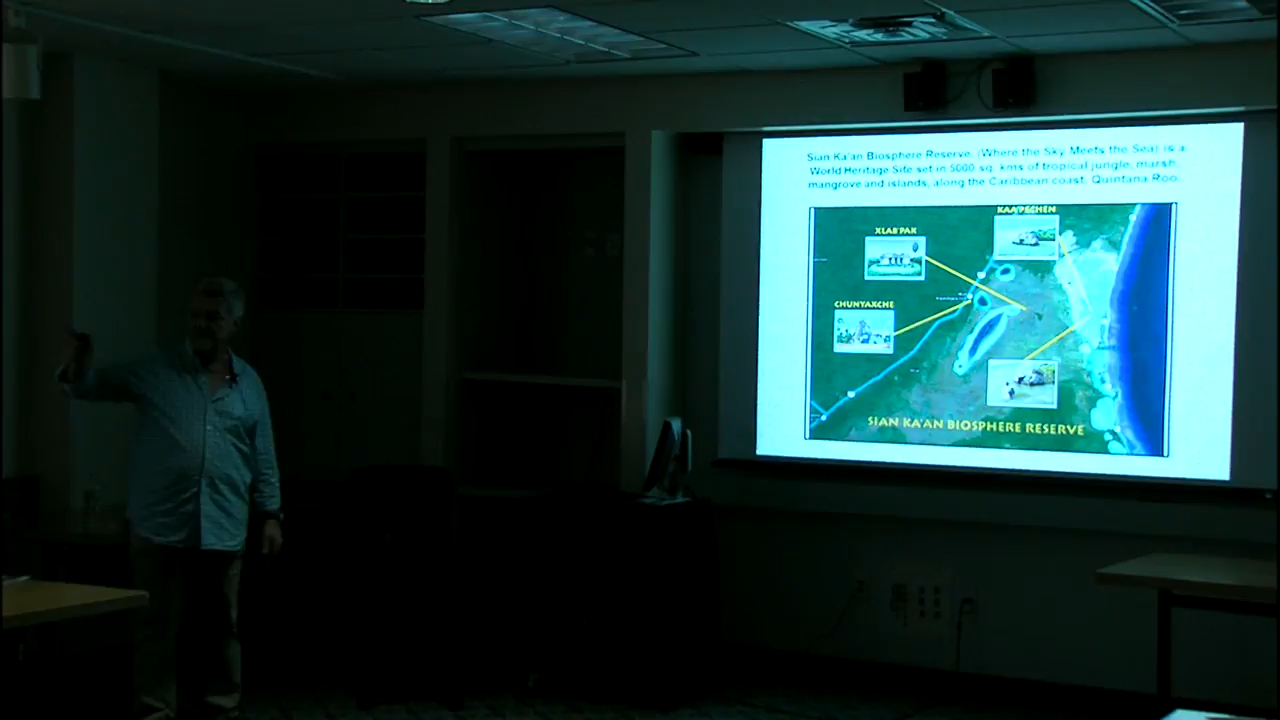 Sian Ka'an Biosphere Reserve. (Where the Sky Meets the Sea) is a
World Heritage Site set in 5000 sq. kms of tropical jungle, marsh,
mangrove and islands, along the Caribbean coast. Quintana Roo.
KAA'PECHEN
XLAB'PAK
CHUNYAXCHE
SIAN KA'AN BIOSPHERE RESERVE